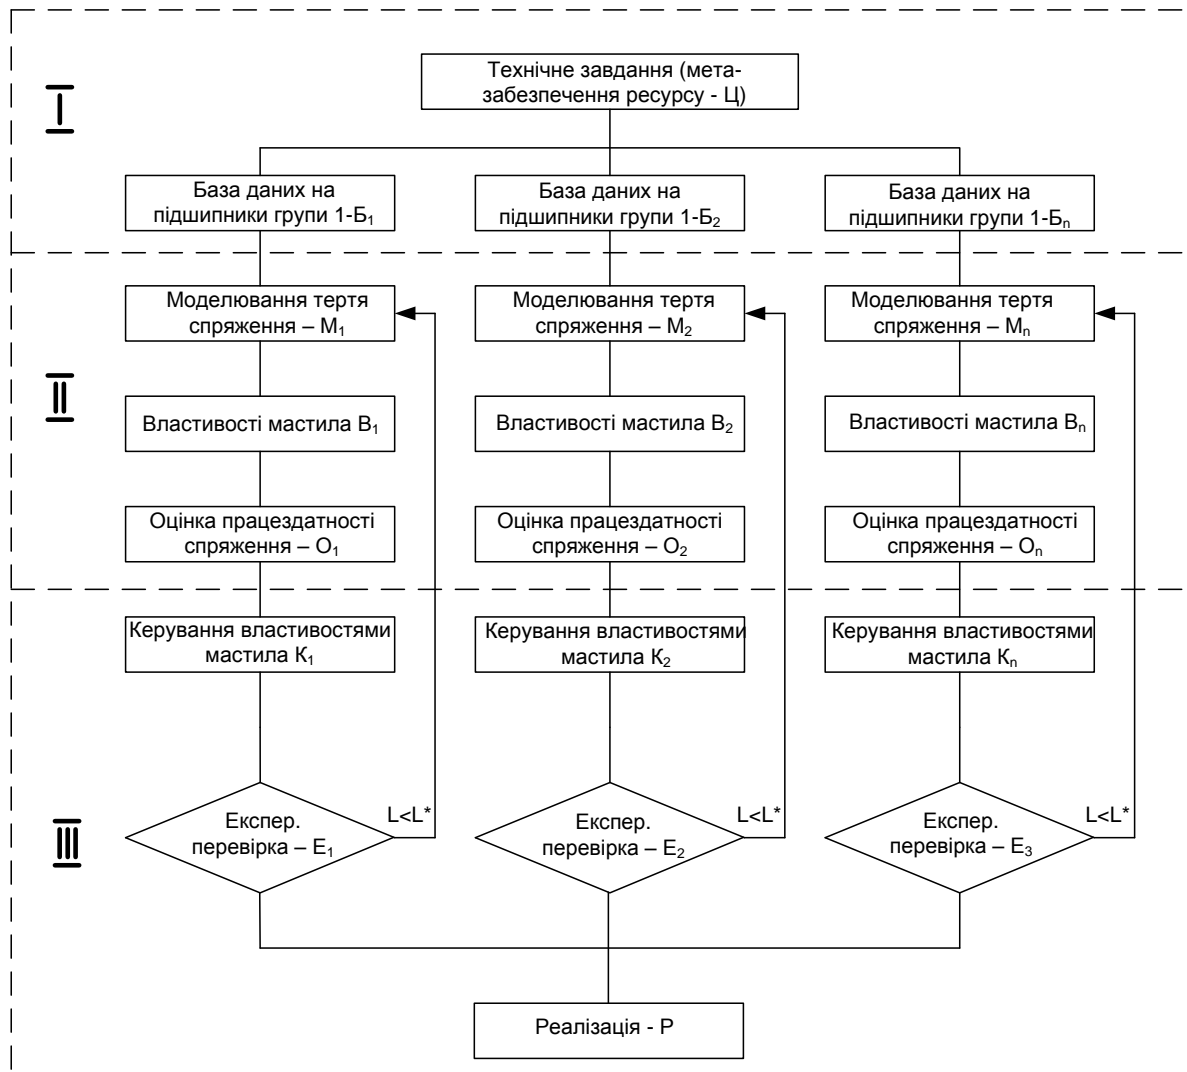 I
Технічне завдання (мета-
забезпечення ресурсу - Ц)
База даних на
підшипники групи 1-Б₁
База даних на
підшипники групи 1-Б₂
База даних на
підшипники групи 1-Бₙ
II
Моделювання тертя
спряження – М₁
Моделювання тертя
спряження – М₂
Моделювання тертя
спряження – Мₙ
Властивості мастила В₁
Властивості мастила В₂
Властивості мастила Вₙ
Оцінка працездатності
спряження – О₁
Оцінка працездатності
спряження – О₂
Оцінка працездатності
спряження – Оₙ
III
Керування властивостями
мастила К₁
Керування властивостями
мастила К₂
Керування властивостями
мастила Кₙ
Експер.
перевірка – Е₁
L<L*
Експер.
перевірка – Е₂
L<L*
Експер.
перевірка – Е₃
L<L*
Реалізація - Р